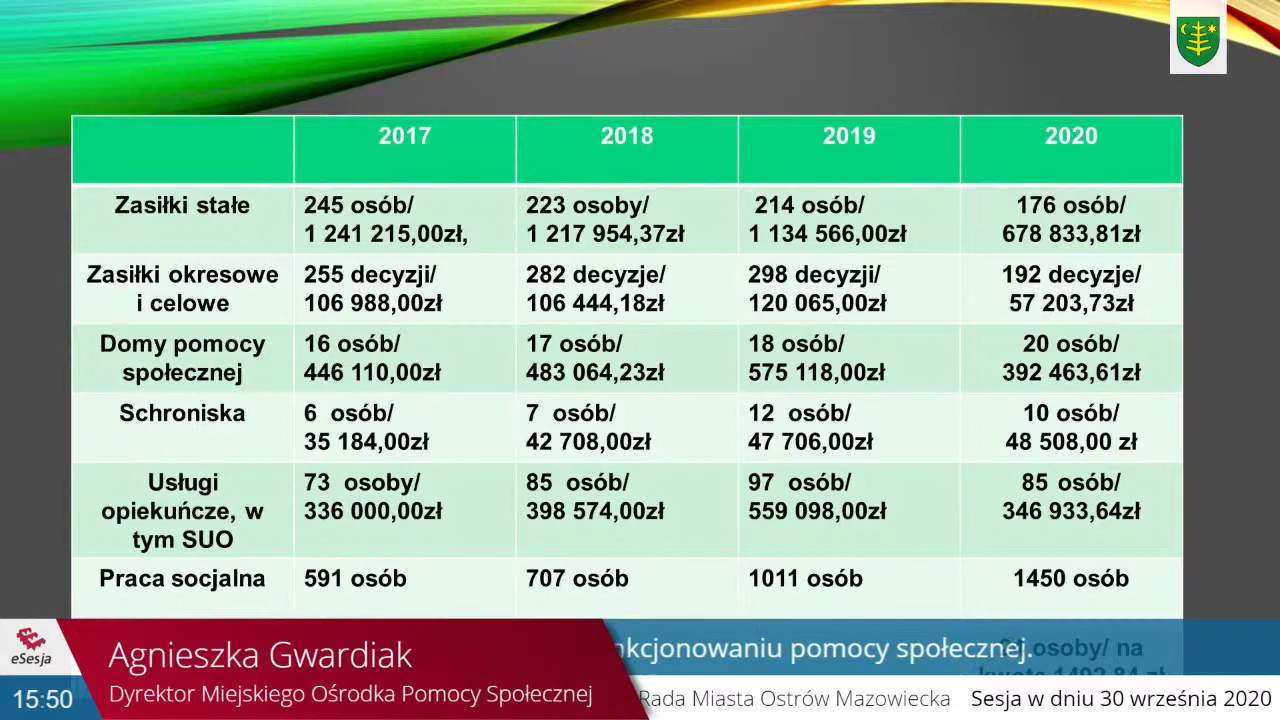 2017 2018 2019 2020
Zasiłki stałe 245 osób/ 223 osoby/ 214 osób/ 176 osób/
1 241 215,00zł, 1 217 954,37zł 1 134 566,00zł 678 833,81zł
Zasiłki okresowe 255 decyzji/ 282 decyzje/ 298 decyzji/ 192 decyzje/
i celowe 106 988,00zł 106 444,18zł 120 065,00zł 57 203,73zł
Domy pomocy 16 osób/ 17 osób/ 18 osób/ 20 osób/
społecznej 446 110,00zł 483 064,23zł 575 118,00zł 392 463,61zł
Schroniska 6 osób/ 7 osób/ 12 osób/ 10 osób/
35 184,00zł 42 708,00zł 47 706,00zł 48 508,00 zł
Usługi 73 osoby/ 85 osób/ 97 osób/ 85 osób/
opiekuńcze, w 336 000,00zł 398 574,00zł 559 098,00zł 346 933,64zł
tym SUO
Praca socjalna 591 osób 707 osób 1011 osób 1450 osób
osoby/ na
eSesja
Agnieszka Gwardiak
nkcjonowaniu pomocy społecznej.
15:50
Dyrektor Miejskiego Ośrodka Pomocy Społecznej
Rada Miasta Ostrów Mazowiecka Sesja w dniu 30 września 2020